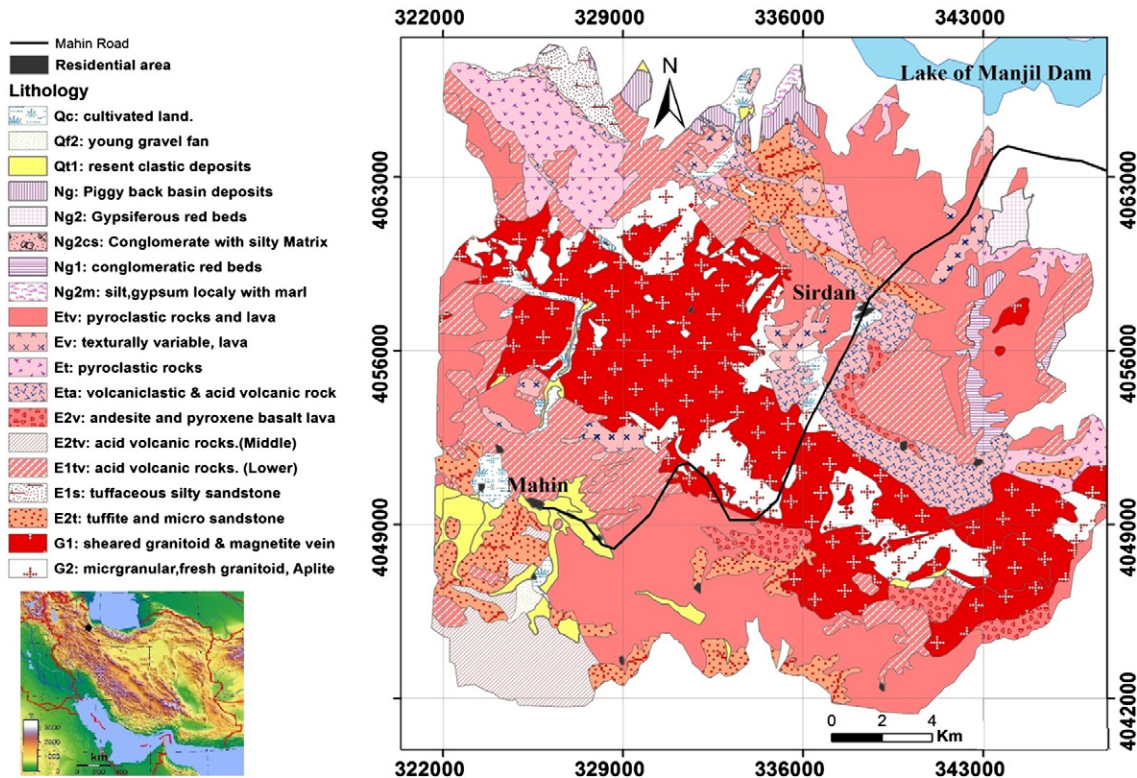 322000 329000 336000 343000
Mahin Road
Residential area
Lithology
Qc: cultivated land.
Qf2: young gravel fan
Qt1: resent clastic deposits
Ng: Piggy back basin deposits
Ng2: Gypsiferous red beds
Ng2cs: Conglomerate with silty Matrix
Ng1: conglomeratic red beds
Ng2m: silt,gypsum localy with marl
Etv: pyroclastic rocks and lava
Ev: texturally variable, lava
Et: pyroclastic rocks
Eta: volcaniclastic & acid volcanic rock
E2v: andesite and pyroxene basalt lava
E2tv: acid volcanic rocks.(Middle)
E1tv: acid volcanic rocks. (Lower)
E1s: tuffaceous silty sandstone
E2t: tuffite and micro sandstone
G1: sheared granitoid & magnetite vein
G2: micrgranular,fresh granitoid, Aplite
3000
1000
0
km
N
Lake of Manjil Dam
Sirdan
Mahin
4063000
4056000
4049000
4042000
4063000
4056000
4049000
4042000
0 2 4
Km
322000 329000 336000 343000